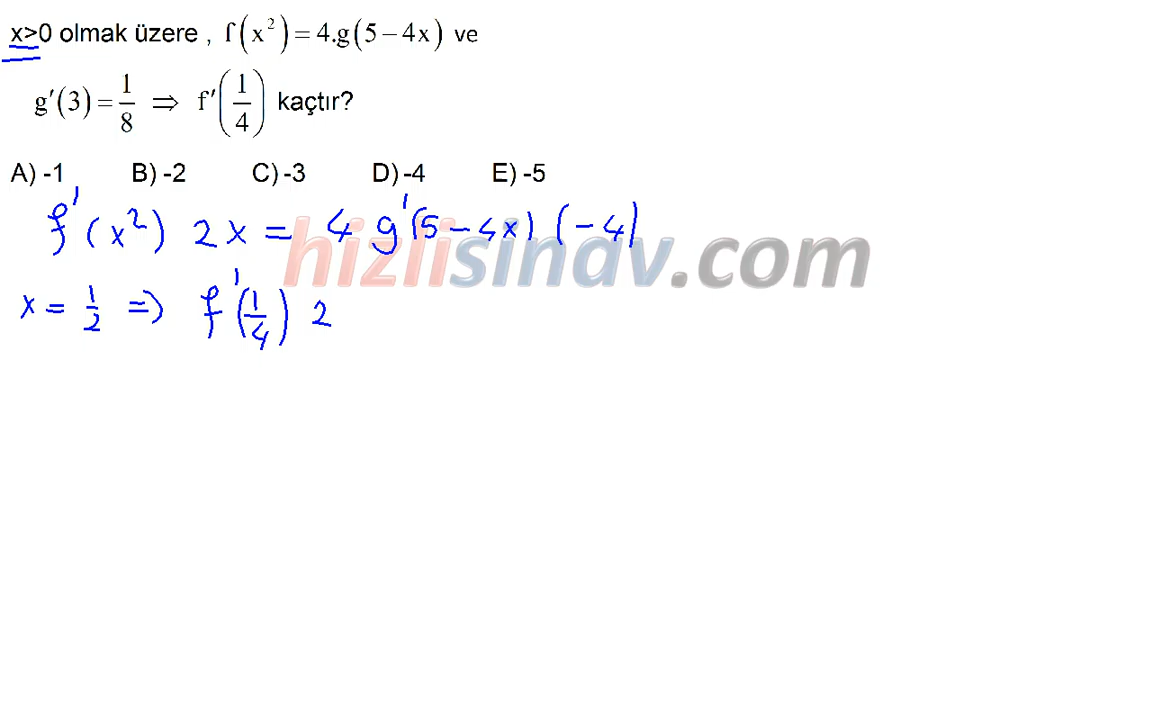 x>0 olmak üzere , f(x²) = 4.g(5 − 4x) ve
g′(3) = 1/8 ⇒ f′(1/4) kaçtır?
A) -1 B) -2 C) -3 D) -4 E) -5
f′(x²) 2x = 4 g′(5 − 4x) (−4)
hizlisinav.com
x = 1/2 ⇒ f′(1/4) 2